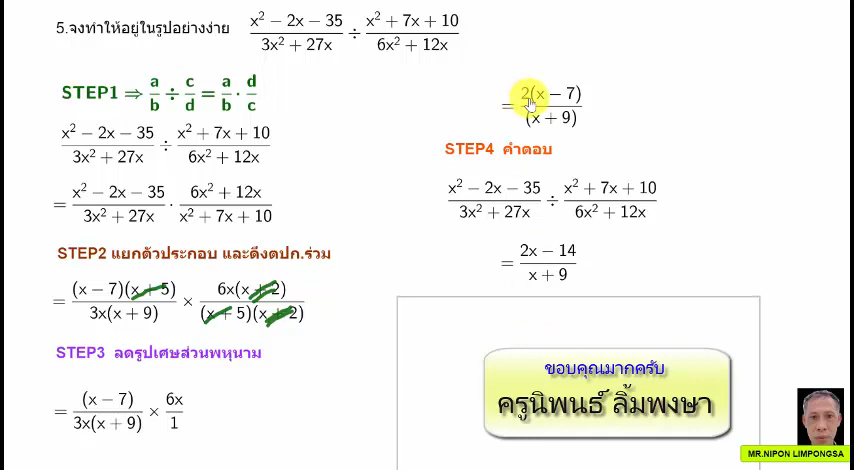 5.จงทำให้อยู่ในรูปอย่างง่าย (x² − 2x − 35)/(3x² + 27x) ÷ (x² + 7x + 10)/(6x² + 12x)
STEP1 ⇒ a/b ÷ c/d = a/b · d/c
(x² − 2x − 35)/(3x² + 27x) ÷ (x² + 7x + 10)/(6x² + 12x)
= (x² − 2x − 35)/(3x² + 27x) · (6x² + 12x)/(x² + 7x + 10)
STEP2 แยกตัวประกอบ และดึงตปก.ร่วม
= (x − 7)(x + 5)/3x(x + 9) × 6x(x + 2)/(x + 5)(x + 2)
STEP3 ลดรูปเศษส่วนพหุนาม
= (x − 7)/3x(x + 9) × 6x/1
= 2(x − 7)/(x + 9)
STEP4 คำตอบ
(x² − 2x − 35)/(3x² + 27x) ÷ (x² + 7x + 10)/(6x² + 12x)
= (2x − 14)/(x + 9)
ขอบคุณมากครับ
ครูนิพนธ์ ลิ้มพงษา
MR.NIPON LIMPONGSA